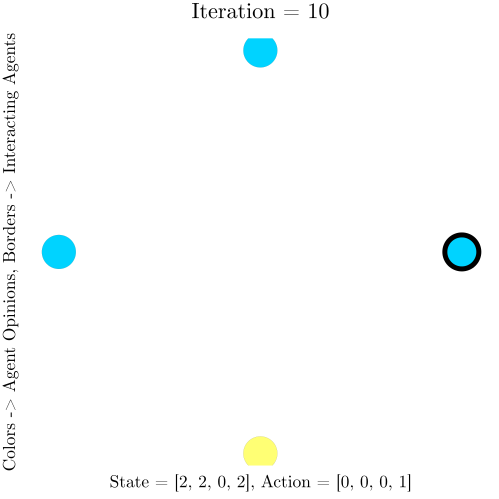 Iteration = 10
Colors -> Agent Opinions, Borders -> Interacting Agents
State = [2, 2, 0, 2], Action = [0, 0, 0, 1]